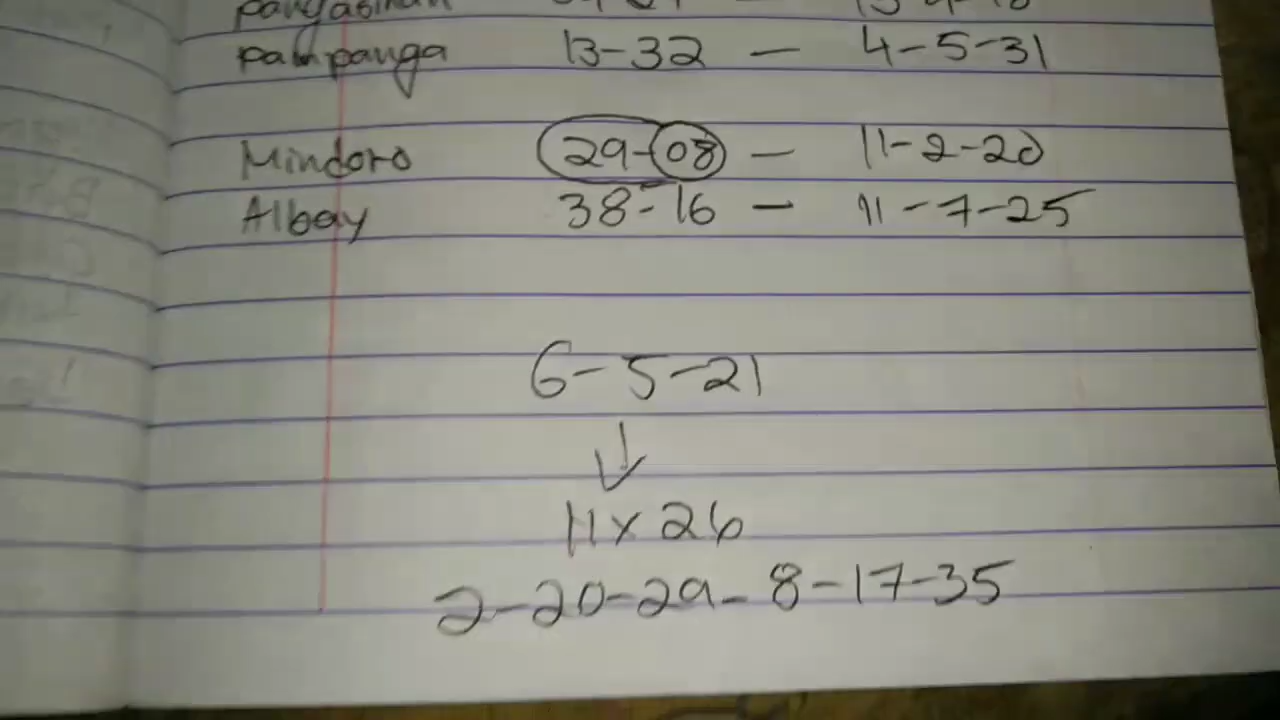 Pangasinan
Pampanga 13-32 — 4-5-31
Mindoro 29-08 — 11-2-20
Albay 38-16 — 11-7-25
6-5-21
↓
11x26
2-20-29-8-17-35